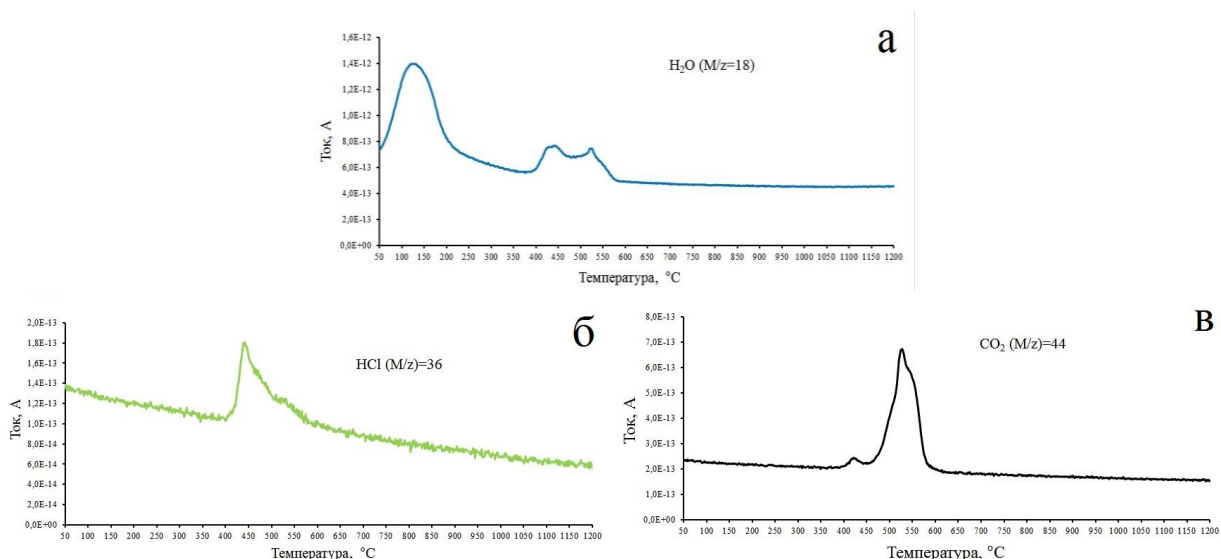 а
H₂O (M/z=18)
Ток, А
1,6E-12
1,4E-12
1,2E-12
1,0E-12
8,0E-13
6,0E-13
4,0E-13
2,0E-13
0,0E+00
50 100 150 200 250 300 350 400 450 500 550 600 650 700 750 800 850 900 950 1000 1050 1100 1150 1200
Температура, °C
б
HCl (M/z)=36
Ток, А
2,0E-13
1,8E-13
1,6E-13
1,4E-13
1,2E-13
1,0E-13
8,0E-14
6,0E-14
4,0E-14
2,0E-14
0,0E+00
50 100 150 200 250 300 350 400 450 500 550 600 650 700 750 800 850 900 950 1000 1050 1100 1150 1200
Температура, °C
в
CO₂ (M/z)=44
Ток, А
8,0E-13
7,0E-13
6,0E-13
5,0E-13
4,0E-13
3,0E-13
2,0E-13
1,0E-13
0,0E+00
50 100 150 200 250 300 350 400 450 500 550 600 650 700 750 800 850 900 950 1000 1050 1100 1150 1200
Температура, °C